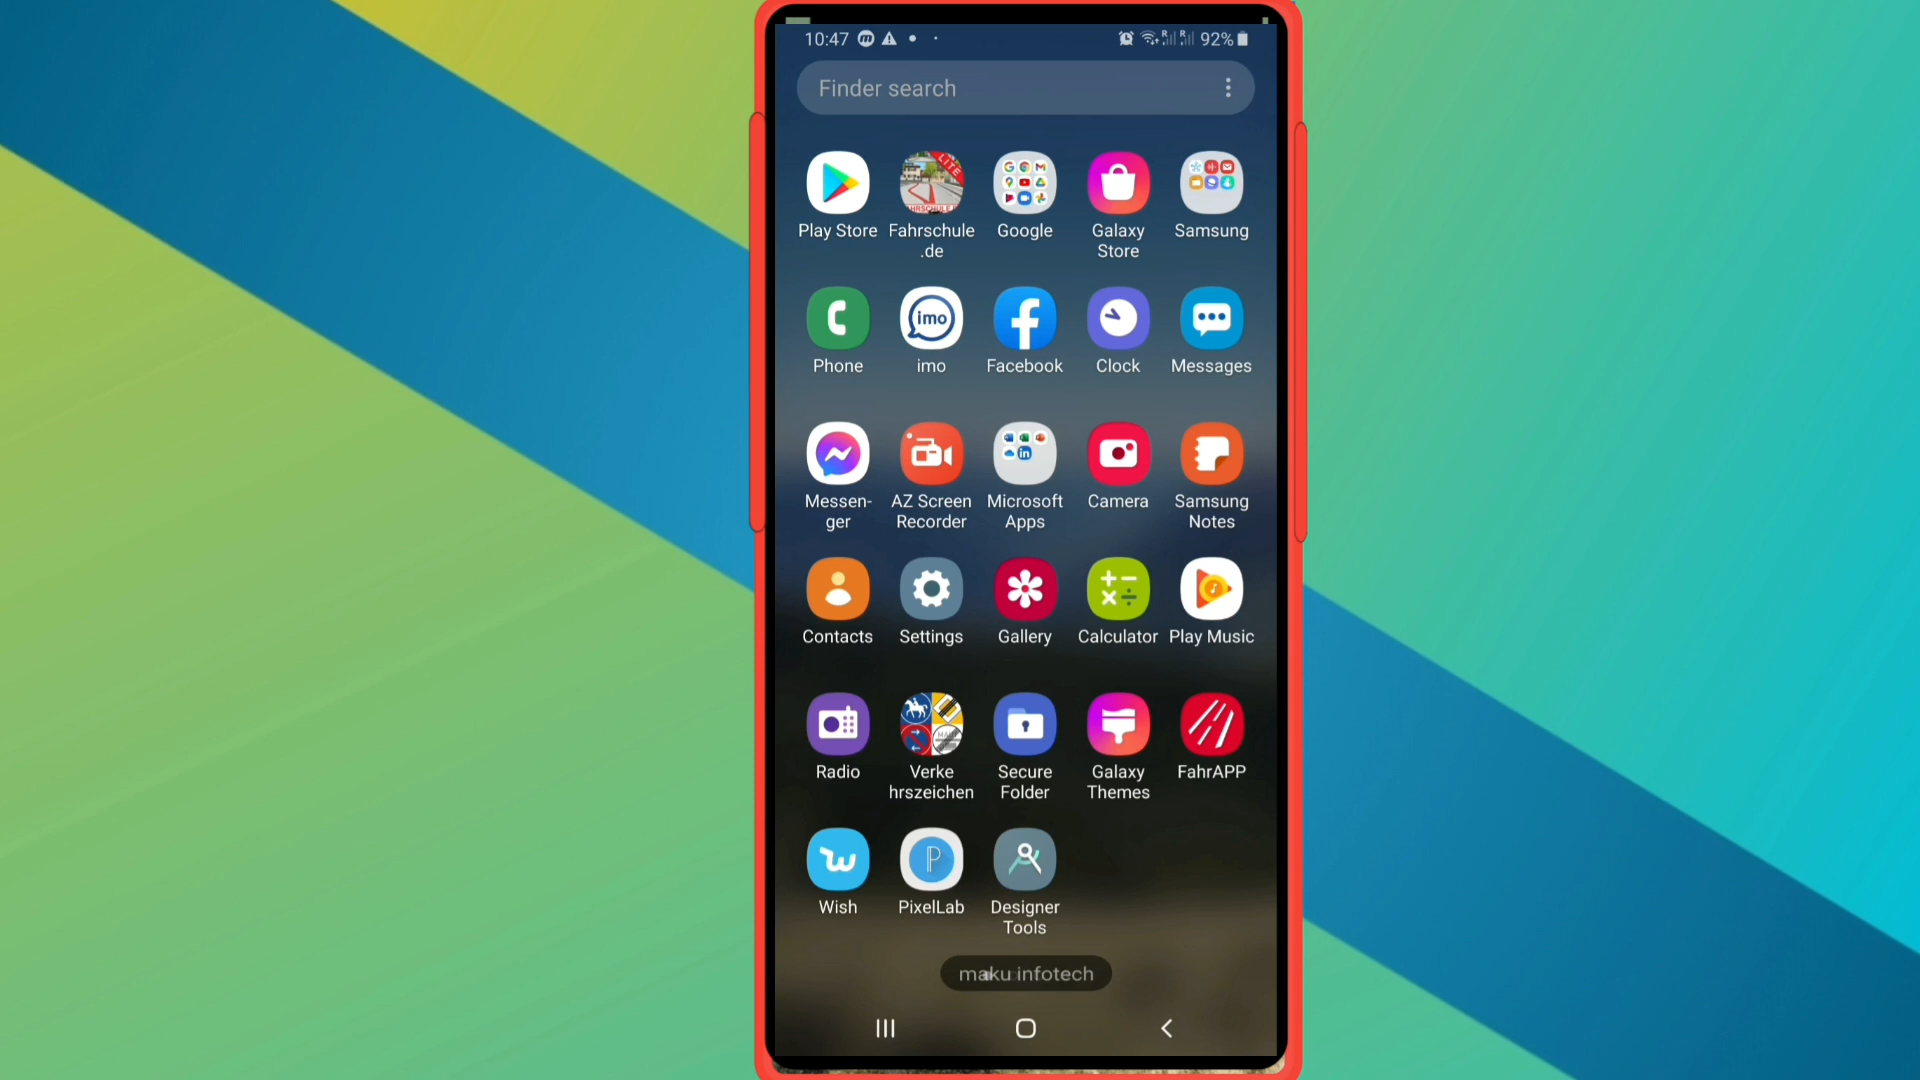 10:47
92%
Finder search
Play Store
Fahrschule
.de
Google
Galaxy
Store
Samsung
LITE
Phone
imo
imo
Facebook
Clock
Messages
Messen-
ger
AZ Screen
Recorder
Microsoft
Apps
Camera
Samsung
Notes
Contacts
Settings
Gallery
Calculator
Play Music
Radio
Verke
hrszeichen
Secure
Folder
Galaxy
Themes
FahrAPP
Wish
PixelLab
Designer
Tools
maku infotech